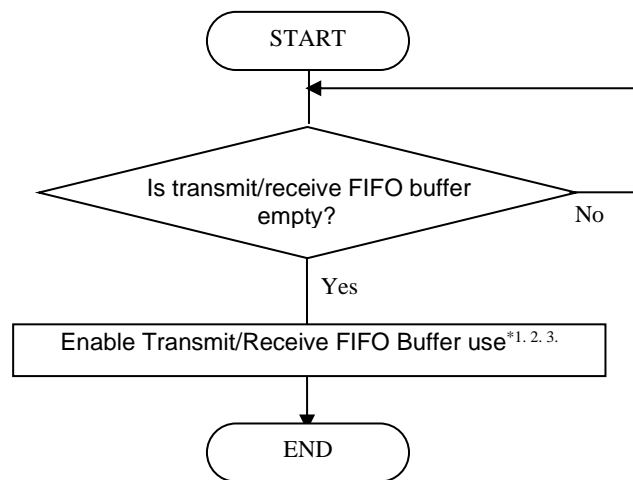 START
Is transmit/receive FIFO buffer
empty?
No
Yes
Enable Transmit/Receive FIFO Buffer use*1. 2. 3.
END